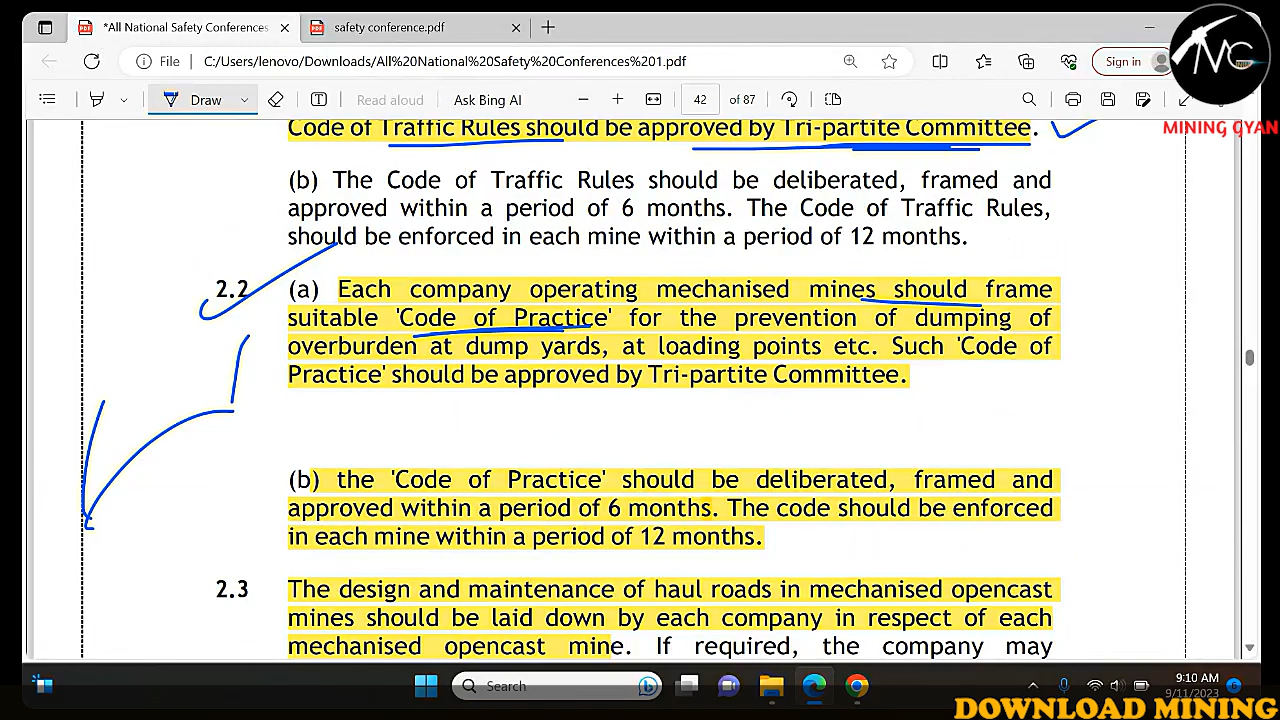 *All National Safety Conferences
safety conference.pdf
File
C:/Users/lenovo/Downloads/All%20National%20Safety%20Conferences%201.pdf
Sign in
MC
Draw
Read aloud
Ask Bing AI
42
of 87
MINING GYAN
Code of Traffic Rules should be approved by Tri-partite Committee.
(b) The Code of Traffic Rules should be deliberated, framed and
approved within a period of 6 months. The Code of Traffic Rules,
should be enforced in each mine within a period of 12 months.
2.2 (a) Each company operating mechanised mines should frame
suitable 'Code of Practice' for the prevention of dumping of
overburden at dump yards, at loading points etc. Such 'Code of
Practice' should be approved by Tri-partite Committee.
(b) the 'Code of Practice' should be deliberated, framed and
approved within a period of 6 months. The code should be enforced
in each mine within a period of 12 months.
2.3 The design and maintenance of haul roads in mechanised opencast
mines should be laid down by each company in respect of each
mechanised opencast mine. If required, the company may
Search
9:10 AM
9/11/2023
DOWNLOAD MINING